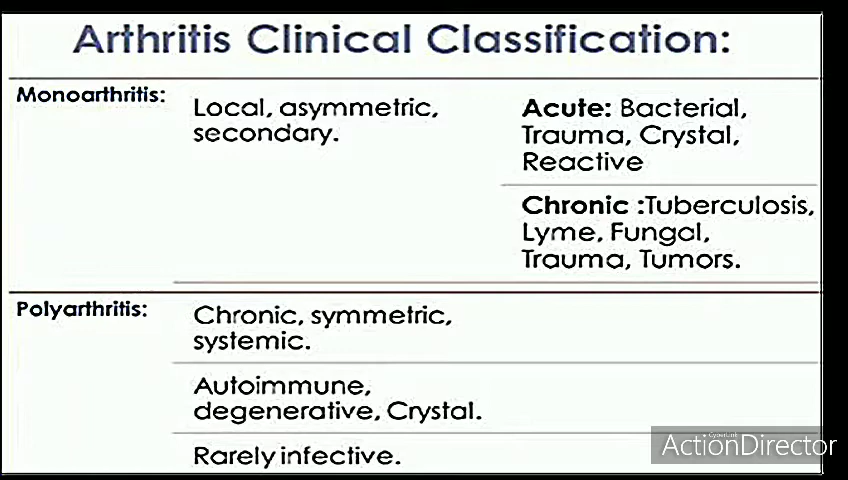 Arthritis Clinical Classification:
Monoarthritis:
Local, asymmetric,
secondary.
Acute: Bacterial,
Trauma, Crystal,
Reactive
Chronic :Tuberculosis,
Lyme, Fungal,
Trauma, Tumors.
Polyarthritis:
Chronic, symmetric,
systemic.
Autoimmune,
degenerative, Crystal.
Rarely infective.
CyberLink
ActionDirector